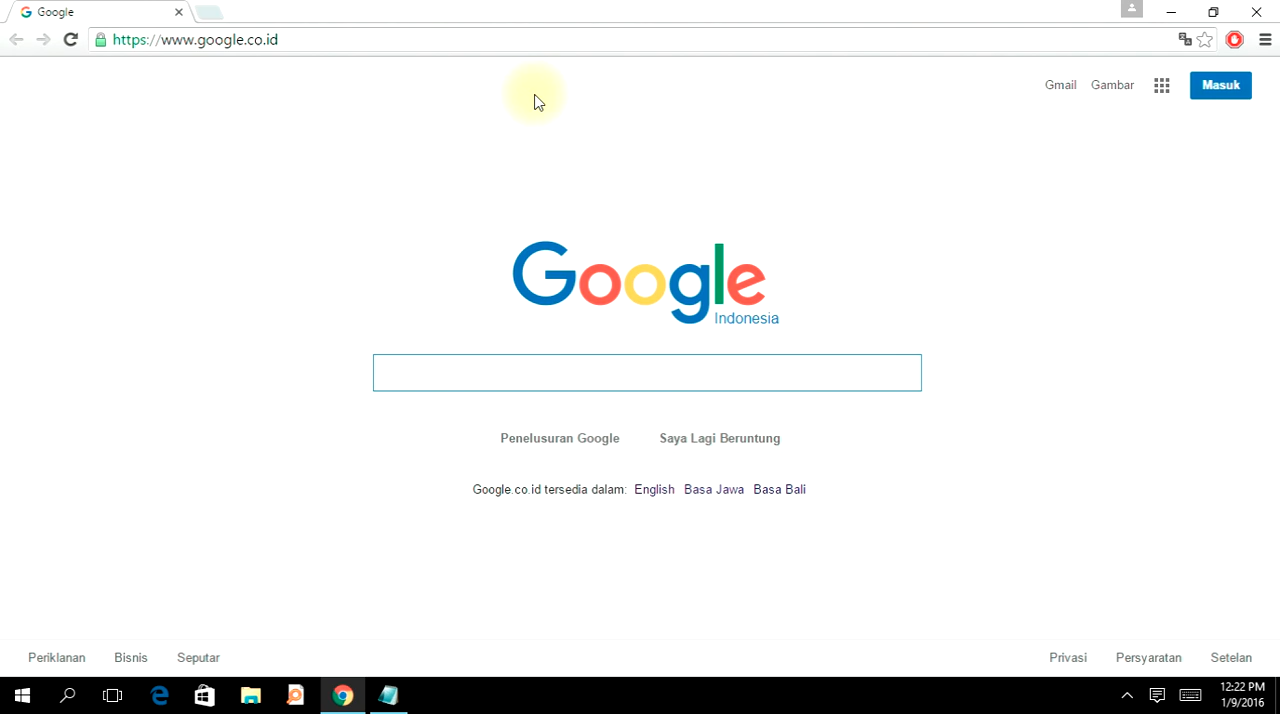 Google
https://www.google.co.id
Gmail Gambar Masuk
Google
Indonesia
Penelusuran Google Saya Lagi Beruntung
Google.co.id tersedia dalam: English Basa Jawa Basa Bali
Periklanan Bisnis Seputar Privasi Persyaratan Setelan
12:22 PM
1/9/2016